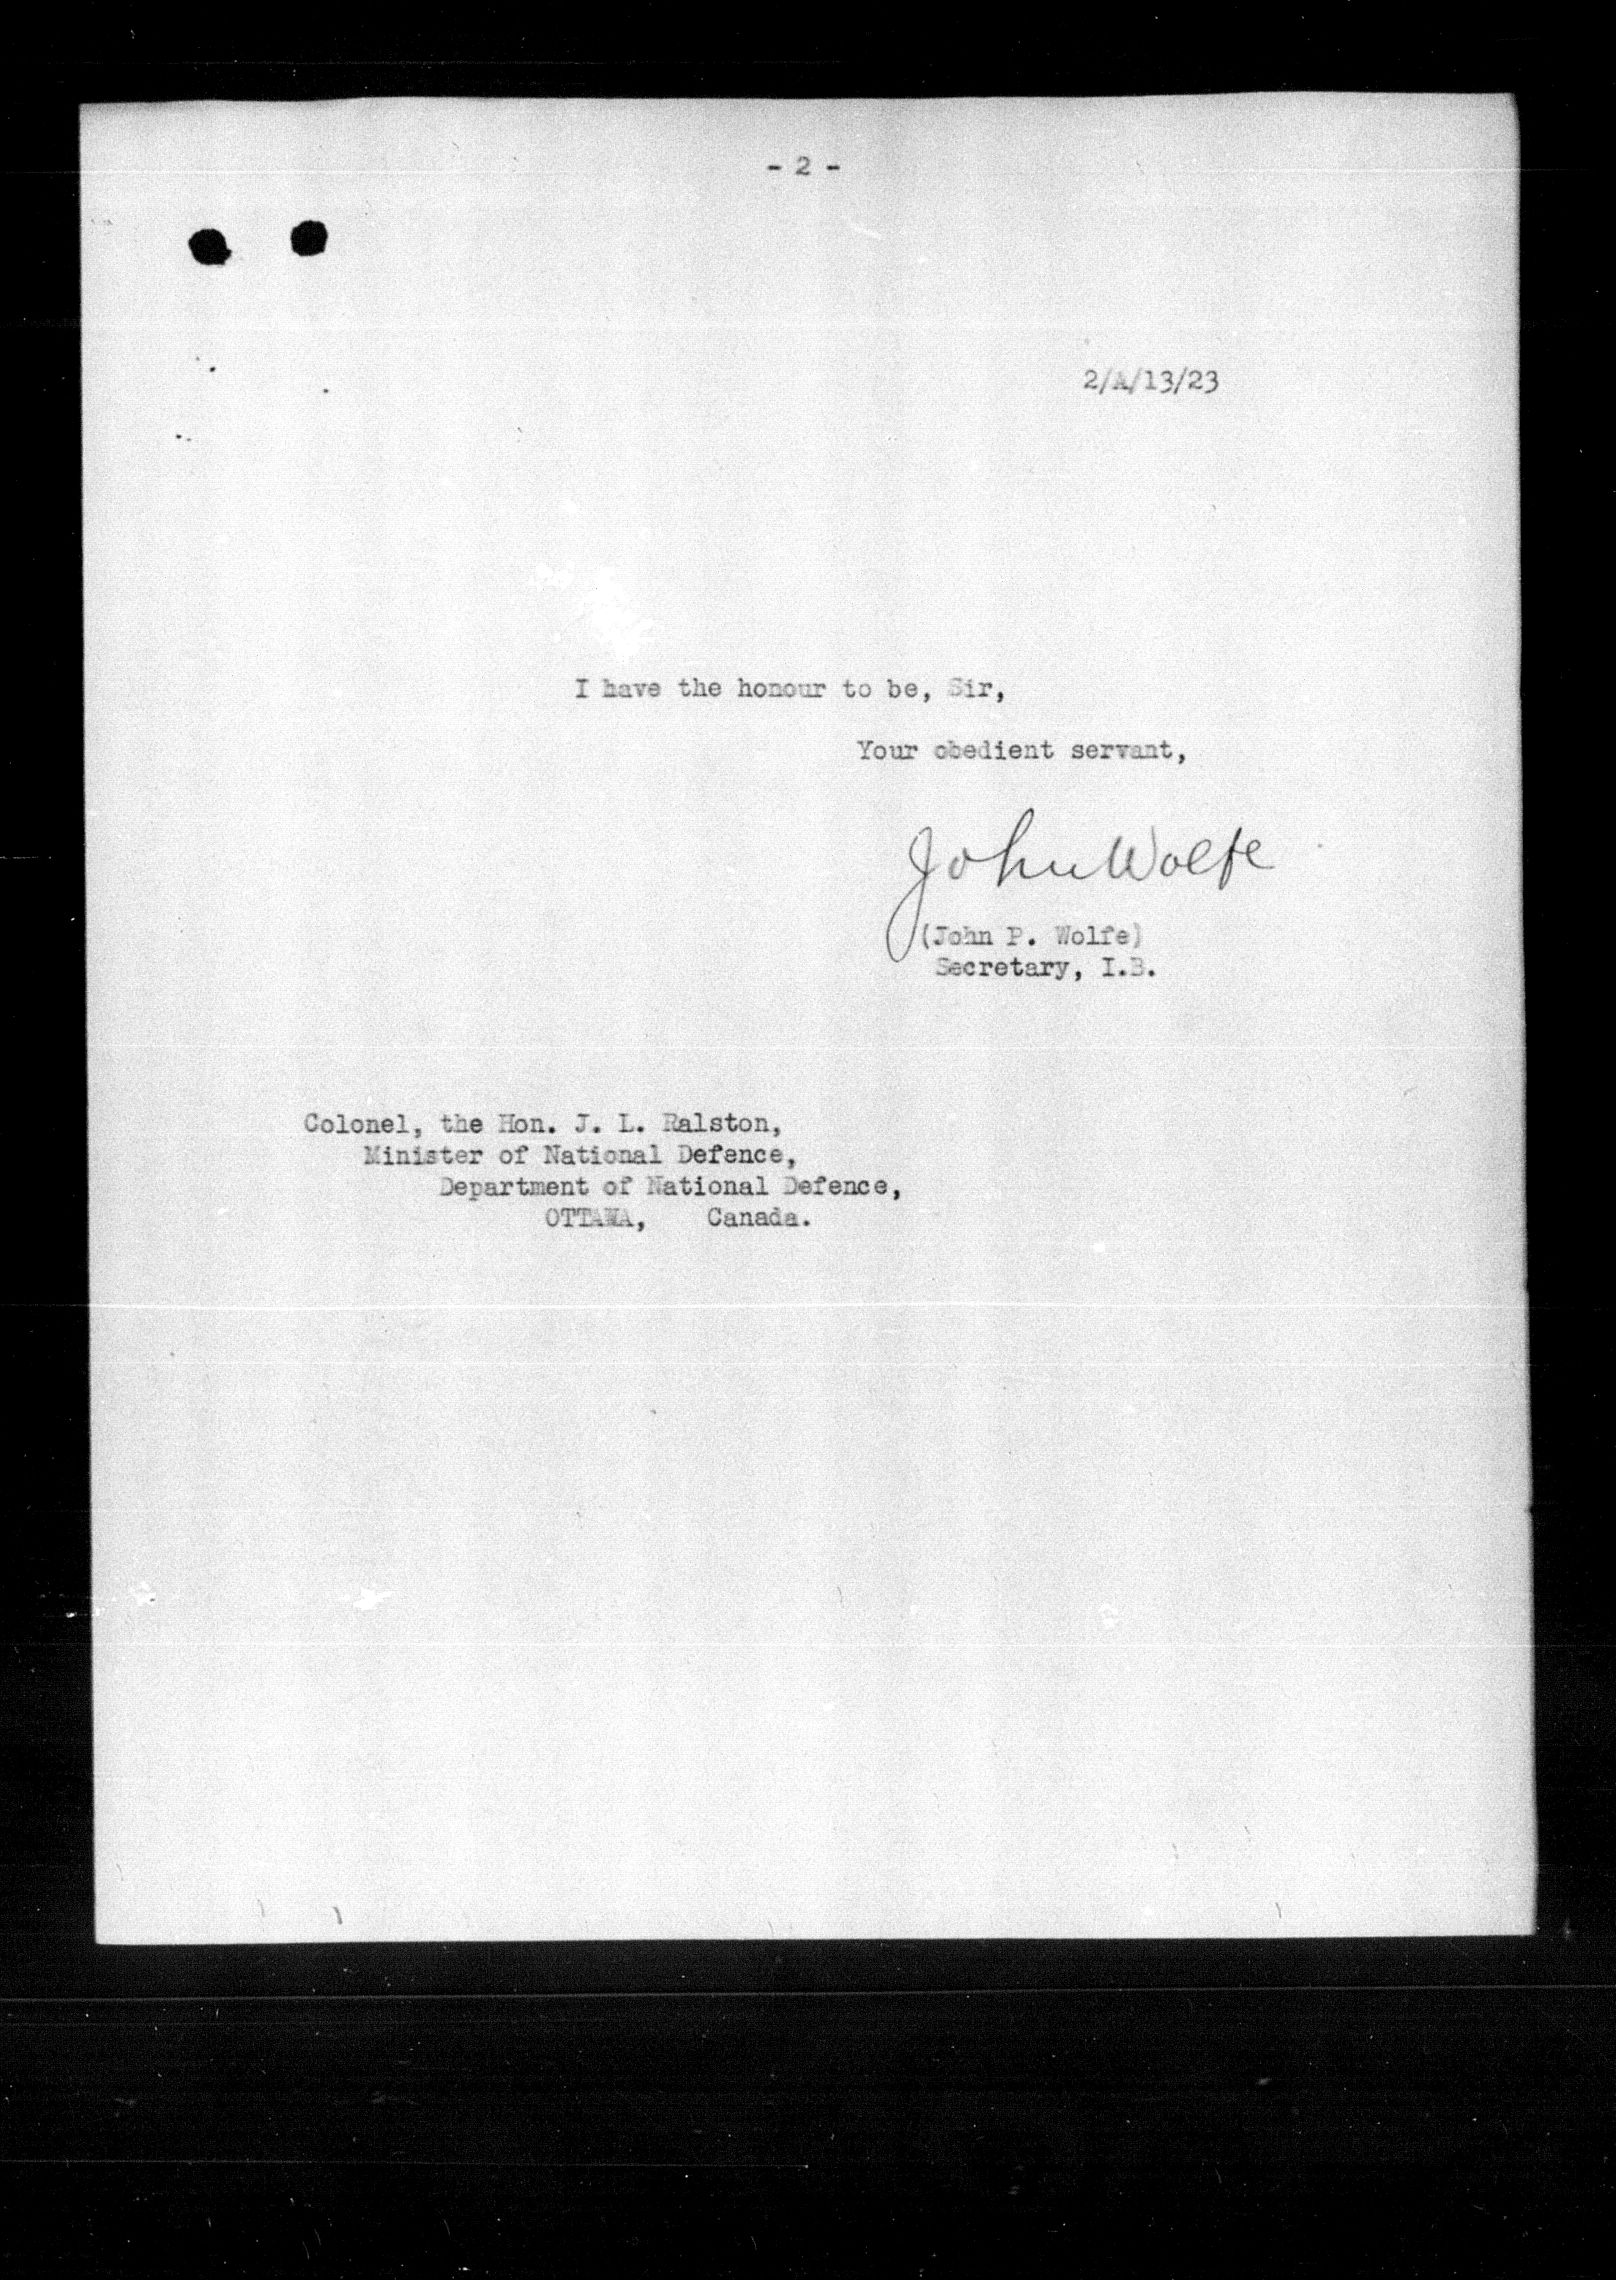 - 2 -
2/A/13/23
I have the honour to be, Sir,
Your obedient servant,
John Wolfe
(John P. Wolfe)
Secretary, I.B.
Colonel, the Hon. J. L. Ralston,
Minister of National Defence,
Department of National Defence,
OTTAWA, Canada.